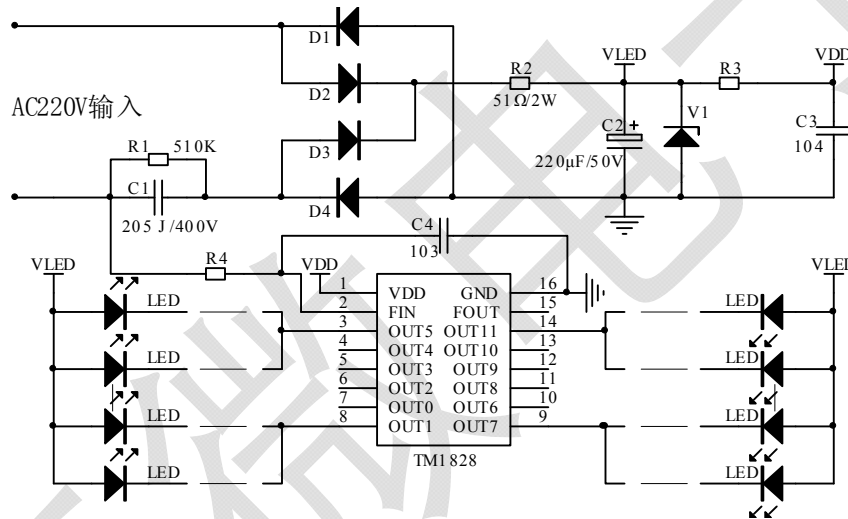 D1
D2
AC220V输入
R2
51Ω/2W
VLED
R3
VDD
V1
C2
+
220μF/50V
C3
104
R1
510K
C1
205J/400V
D3
D4
C4
103
R4
VLED
VDD
VLED
LED
LED
LED
LED
1
2
3
4
5
6
7
8
VDD
FIN
OUT5
OUT4
OUT3
OUT2
OUT0
OUT1
GND
FOUT
OUT11
OUT10
OUT9
OUT8
OUT6
OUT7
16
15
14
13
12
11
10
9
TM1828
LED
LED
LED
LED